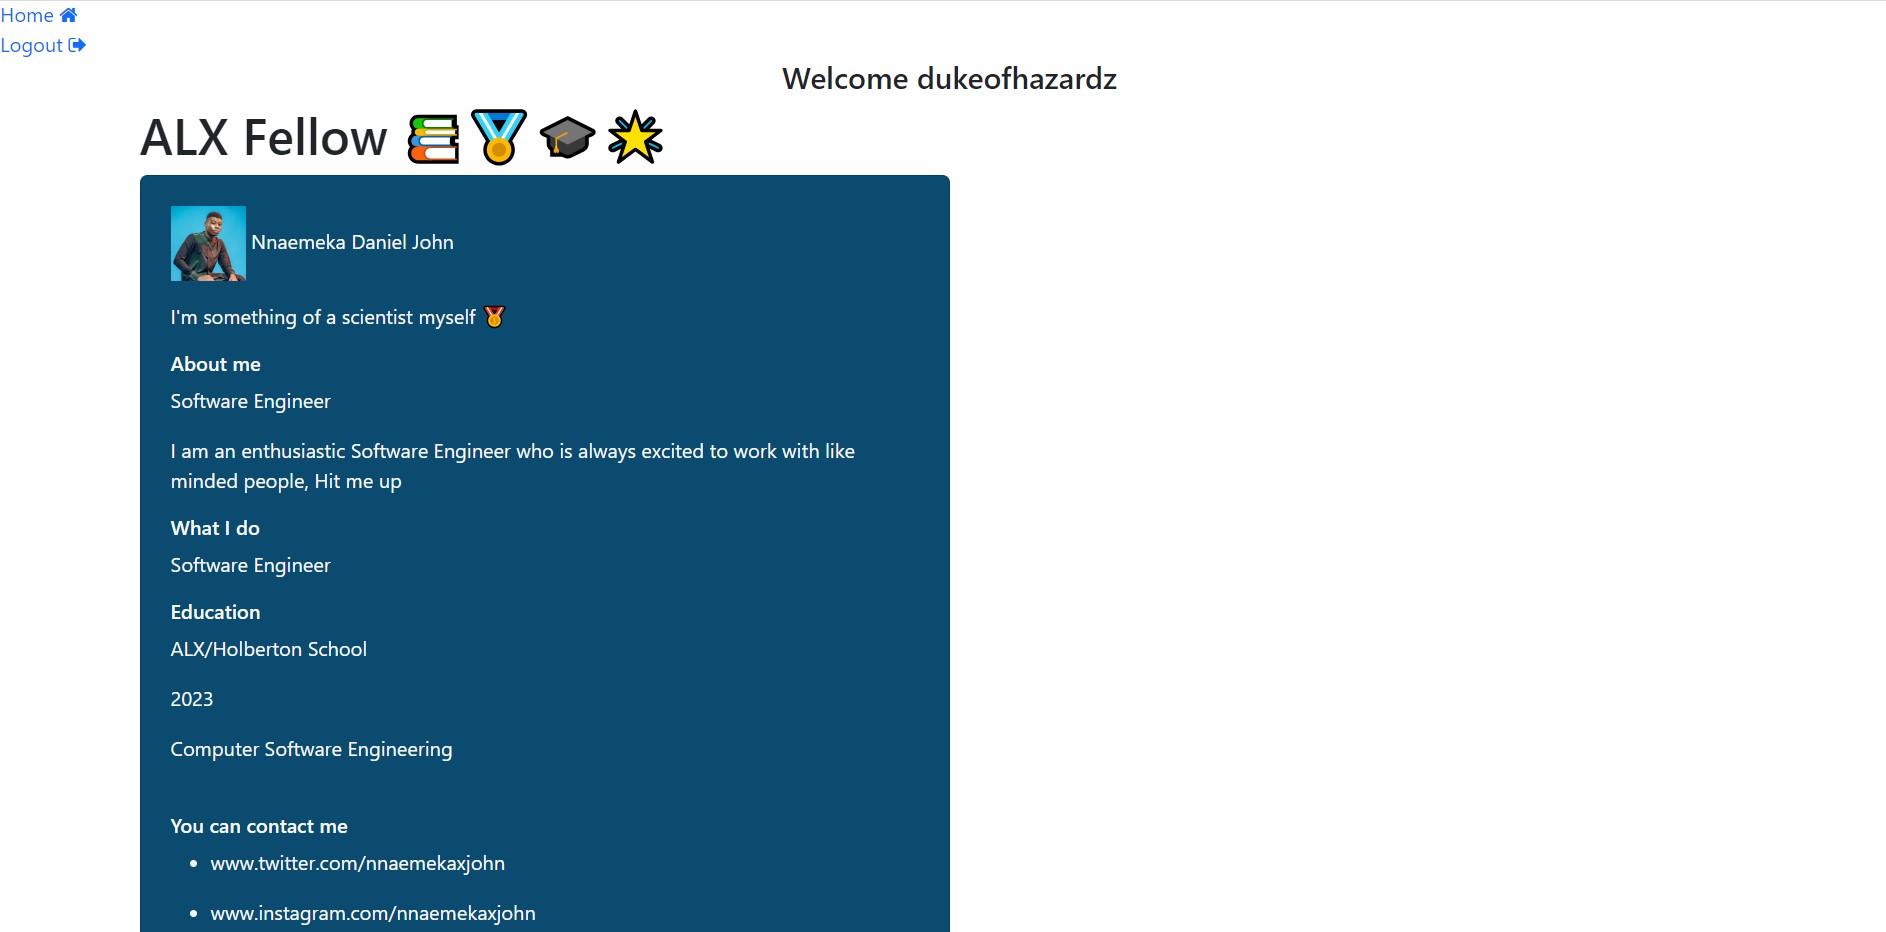 Home
Logout
Welcome dukeofhazardz
ALX Fellow 📚 🏅 🎓 🌟
Nnaemeka Daniel John
I'm something of a scientist myself 🏅
About me
Software Engineer
I am an enthusiastic Software Engineer who is always excited to work with like
minded people, Hit me up
What I do
Software Engineer
Education
ALX/Holberton School
2023
Computer Software Engineering
You can contact me
• www.twitter.com/nnaemekaxjohn
• www.instagram.com/nnaemekaxjohn